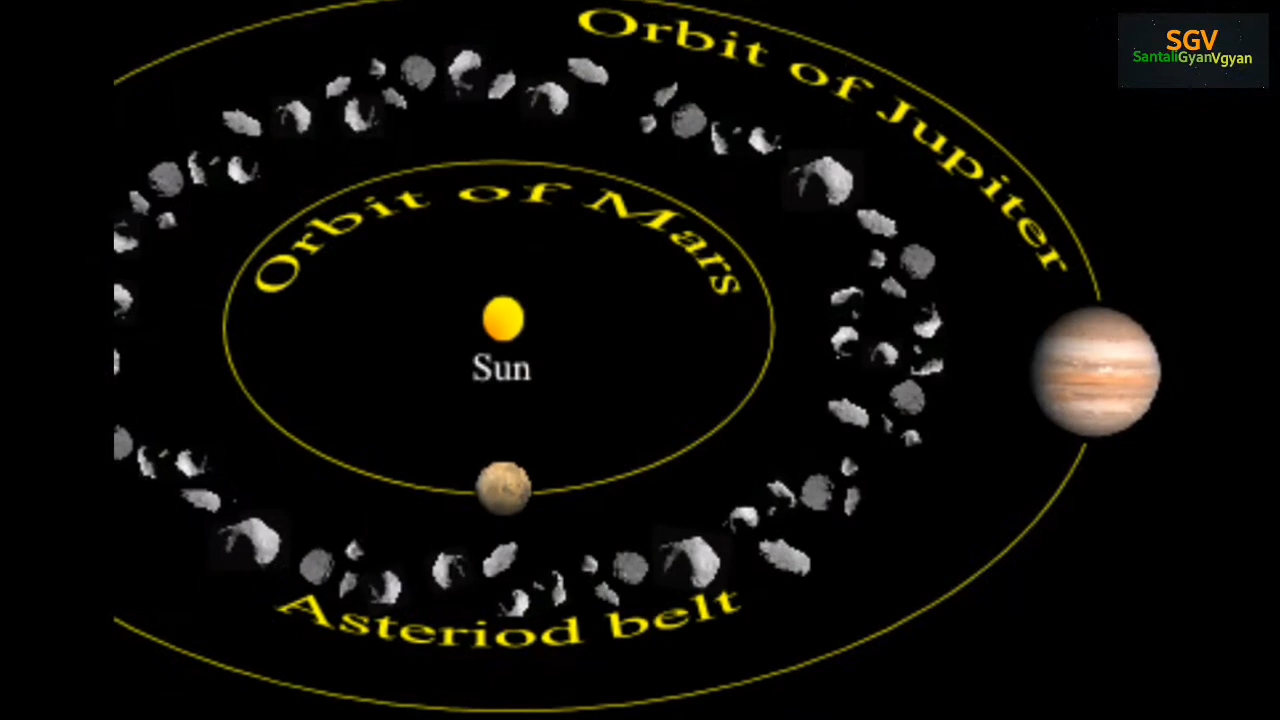 SGV
SantaliGyanVgyan
Orbit of Jupiter
Orbit of Mars
Sun
Asteriod belt